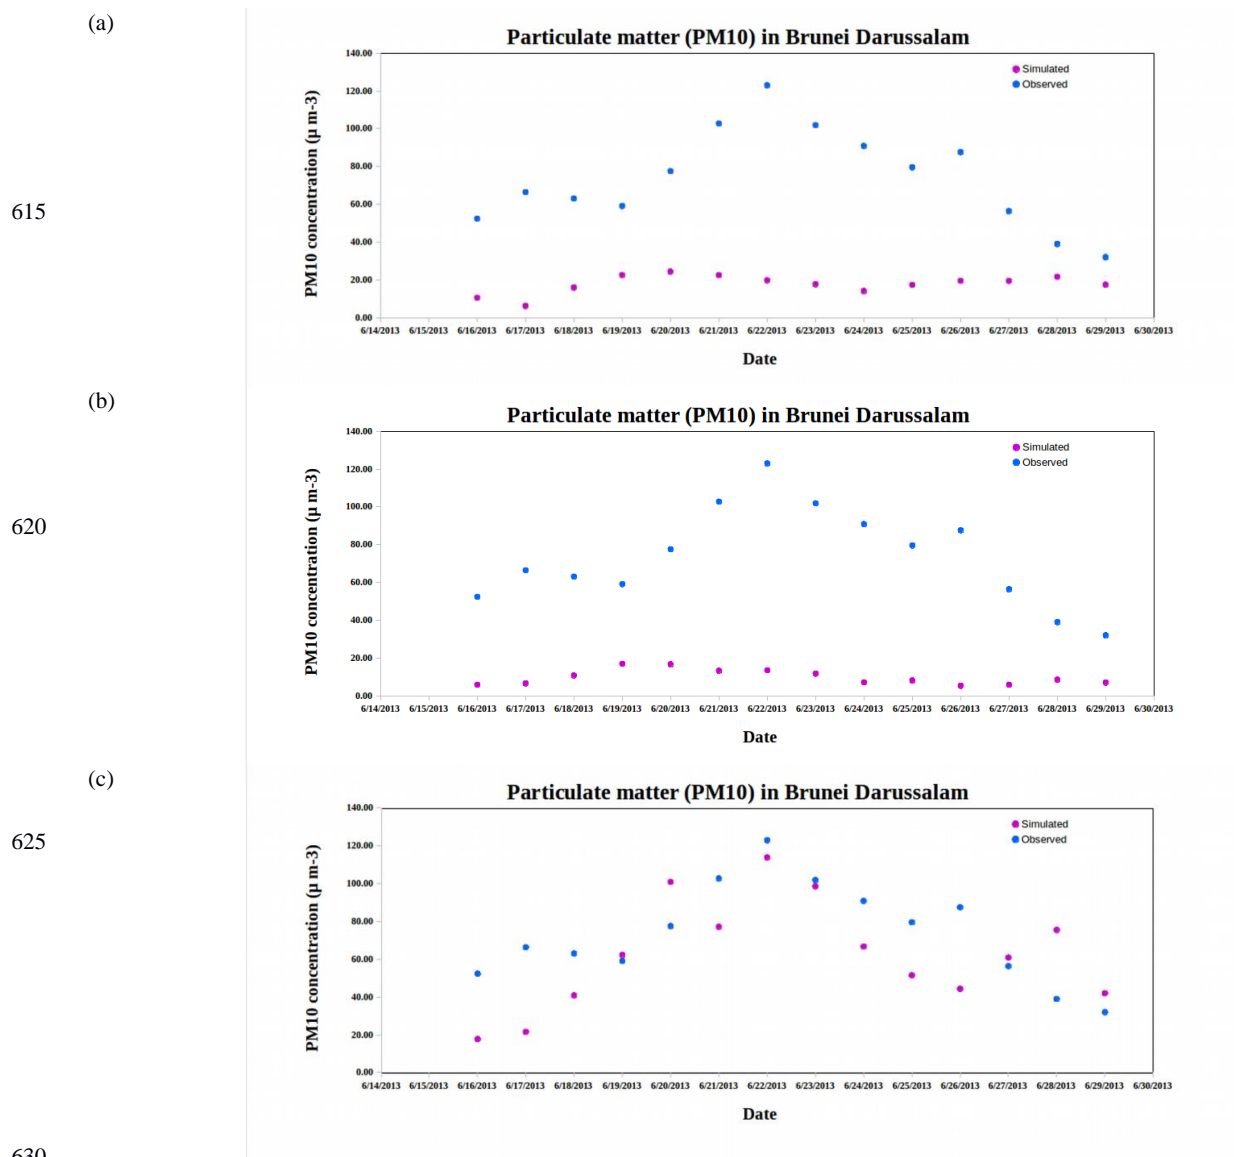 (a)
Particulate matter (PM10) in Brunei Darussalam
140.00
Simulated
Observed
120.00
100.00
80.00
60.00
40.00
20.00
0.00
PM10 concentration (µ m-3)
615
6/14/2013 6/15/2013 6/16/2013 6/17/2013 6/18/2013 6/19/2013 6/20/2013 6/21/2013 6/22/2013 6/23/2013 6/24/2013 6/25/2013 6/26/2013 6/27/2013 6/28/2013 6/29/2013 6/30/2013
Date
(b)
Particulate matter (PM10) in Brunei Darussalam
140.00
Simulated
Observed
120.00
100.00
80.00
60.00
40.00
20.00
0.00
PM10 concentration (µ m-3)
620
6/14/2013 6/15/2013 6/16/2013 6/17/2013 6/18/2013 6/19/2013 6/20/2013 6/21/2013 6/22/2013 6/23/2013 6/24/2013 6/25/2013 6/26/2013 6/27/2013 6/28/2013 6/29/2013 6/30/2013
Date
(c)
Particulate matter (PM10) in Brunei Darussalam
140.00
Simulated
Observed
120.00
100.00
80.00
60.00
40.00
20.00
0.00
PM10 concentration (µ m-3)
625
6/14/2013 6/15/2013 6/16/2013 6/17/2013 6/18/2013 6/19/2013 6/20/2013 6/21/2013 6/22/2013 6/23/2013 6/24/2013 6/25/2013 6/26/2013 6/27/2013 6/28/2013 6/29/2013 6/30/2013
Date
630